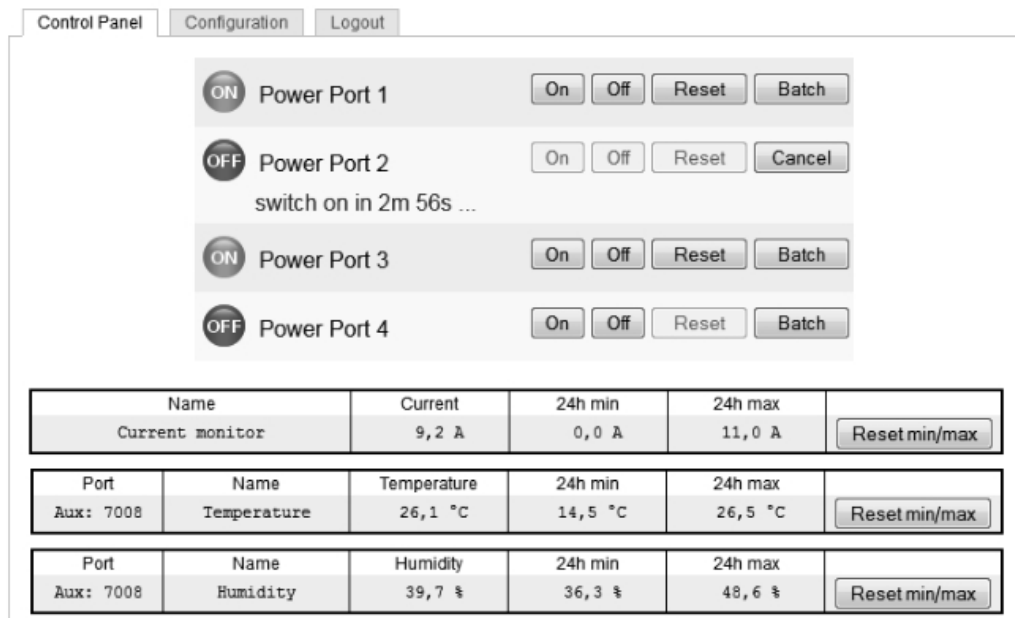 Control Panel Configuration Logout
ON Power Port 1 On Off Reset Batch
OFF Power Port 2 On Off Reset Cancel
switch on in 2m 56s ...
ON Power Port 3 On Off Reset Batch
OFF Power Port 4 On Off Reset Batch
Name Current 24h min 24h max
Current monitor 9,2 A 0,0 A 11,0 A Reset min/max
Port Name Temperature 24h min 24h max
Aux: 7008 Temperature 26,1 °C 14,5 °C 26,5 °C Reset min/max
Port Name Humidity 24h min 24h max
Aux: 7008 Humidity 39,7 % 36,3 % 48,6 % Reset min/max